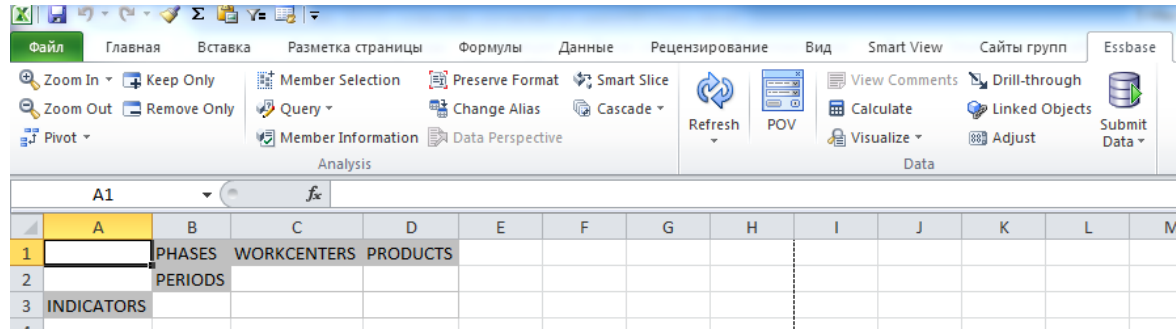 Файл Главная Вставка Разметка страницы Формулы Данные Рецензирование Вид Smart View Сайты групп Essbase
Zoom In Keep Only Member Selection Preserve Format Smart Slice View Comments Drill-through
Zoom Out Remove Only Query Change Alias Cascade Refresh POV Calculate Linked Objects Submit Data
Pivot Member Information Data Perspective Visualize Adjust
Analysis Data
A1 fx
A B C D E F G H I J K L M
1 PHASES WORKCENTERS PRODUCTS
2 PERIODS
3 INDICATORS